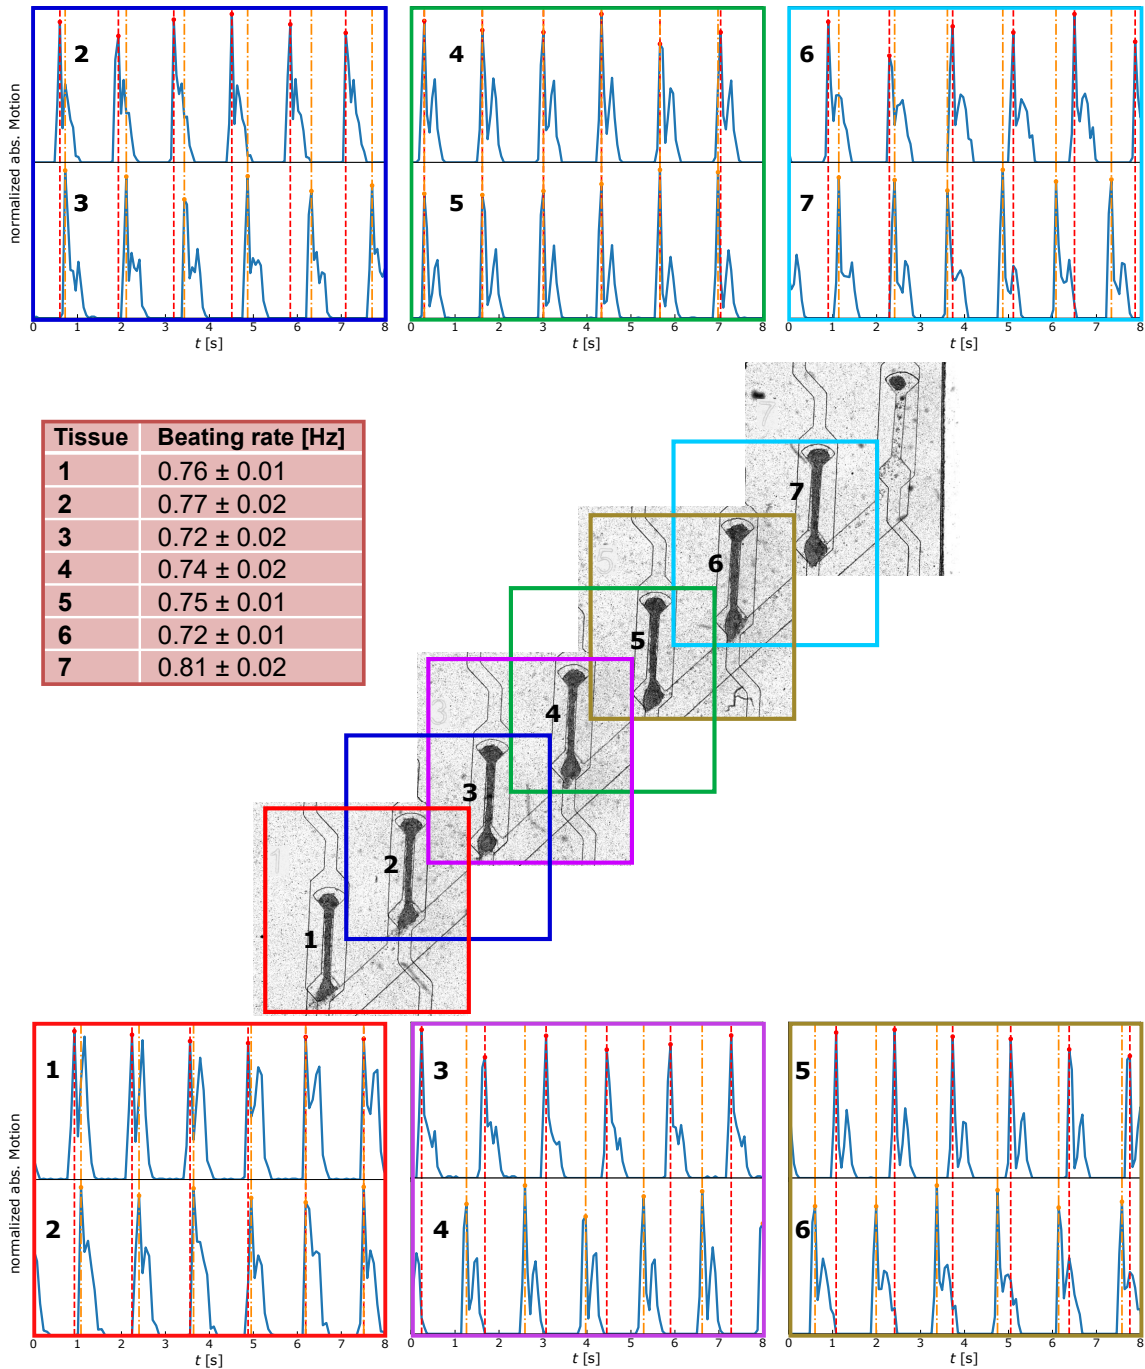 2 4 6
3 5 7
normalized abs. Motion
0 1 2 3 4 5 6 7 8
0 1 2 3 4 5 6 7 8
0 1 2 3 4 5 6 7 8
t [s] t [s] t [s]
Tissue Beating rate [Hz]
1 0.76 ± 0.01
2 0.77 ± 0.02
3 0.72 ± 0.02
4 0.74 ± 0.02
5 0.75 ± 0.01
6 0.72 ± 0.01
7 0.81 ± 0.02
7
7
5
6
5
3
4
3
2
1
1 3 5
2 4 6
normalized abs. Motion
0 1 2 3 4 5 6 7 8
0 1 2 3 4 5 6 7 8
0 1 2 3 4 5 6 7 8
t [s] t [s] t [s]